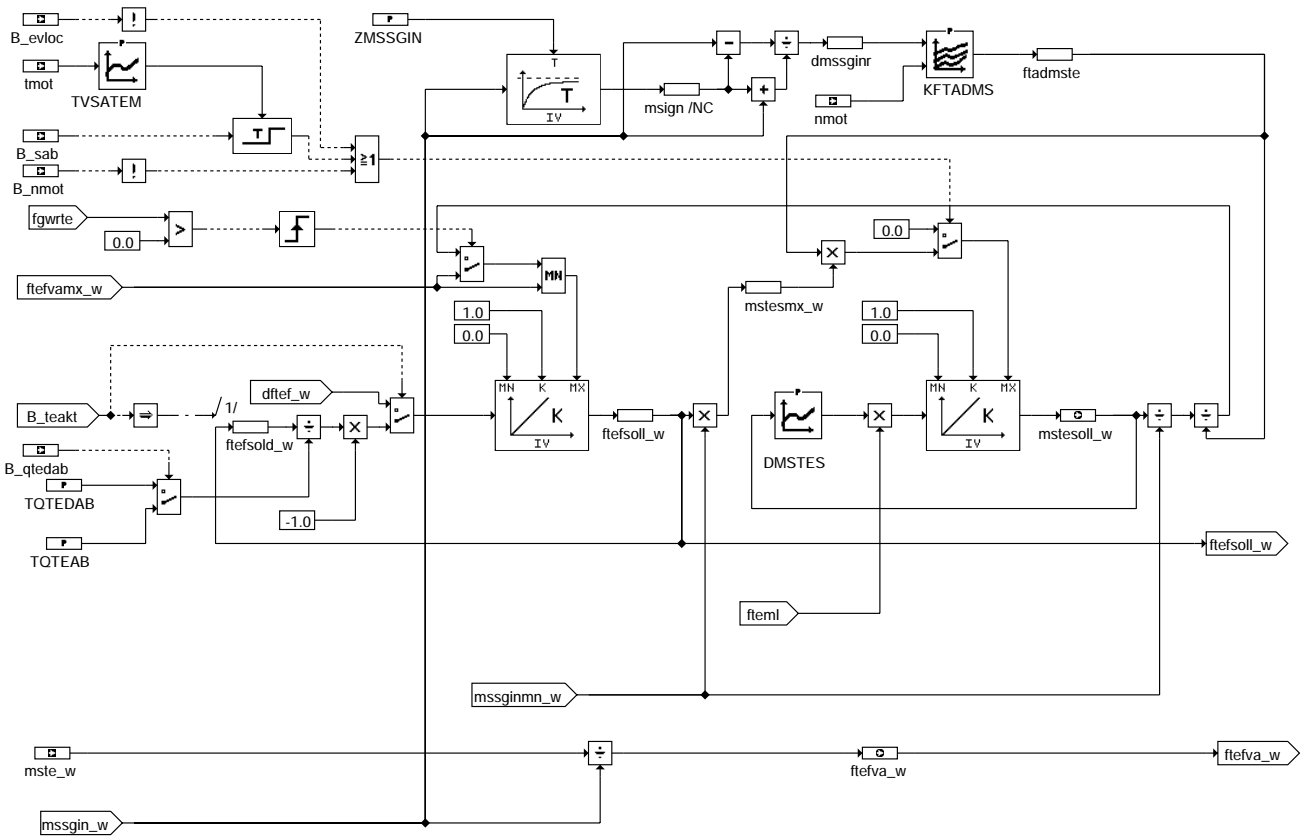 B_evloc
!
P
ZMSSGIN
tmot
P
TVSATEM
T
T
IV
msign /NC
-
÷
+
dmssginr
P
KFTADMS
ftadmste
nmot
B_sab
T
B_nmot
!
≥1
fgwrte
0.0
>
ftefvamx_w
MN
0.0
×
mstesmx_w
1.0
0.0
1.0
0.0
MN K MX
K
IV
MN K MX
K
IV
B_teakt
⇒
1/
dftef_w
ftefsold_w
÷
×
ftefsoll_w
×
P
DMSTES
×
mstesoll_w
÷
÷
B_qtedab
P
TQTEDAB
-1.0
P
TQTEAB
ftefsoll_w
fteml
mssginmn_w
mste_w
÷
ftefva_w
ftefva_w
mssgin_w